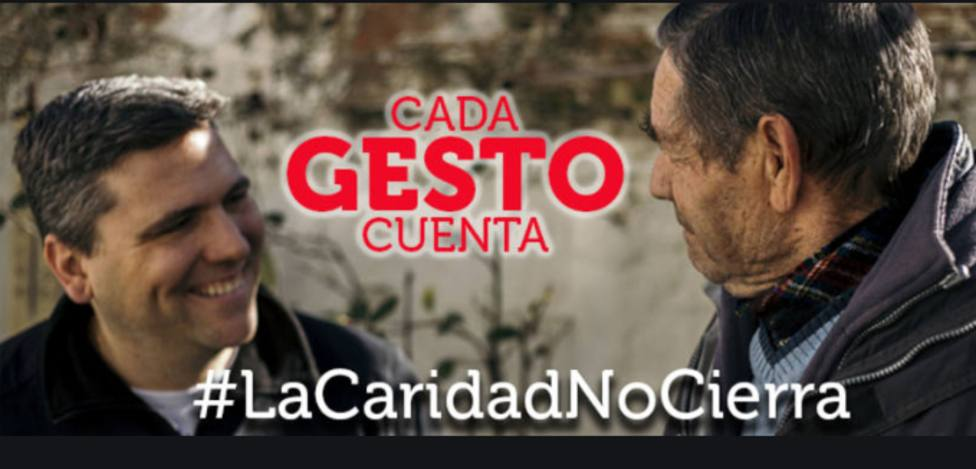 CADA
GESTO
CUENTA
#LaCaridadNoCierra